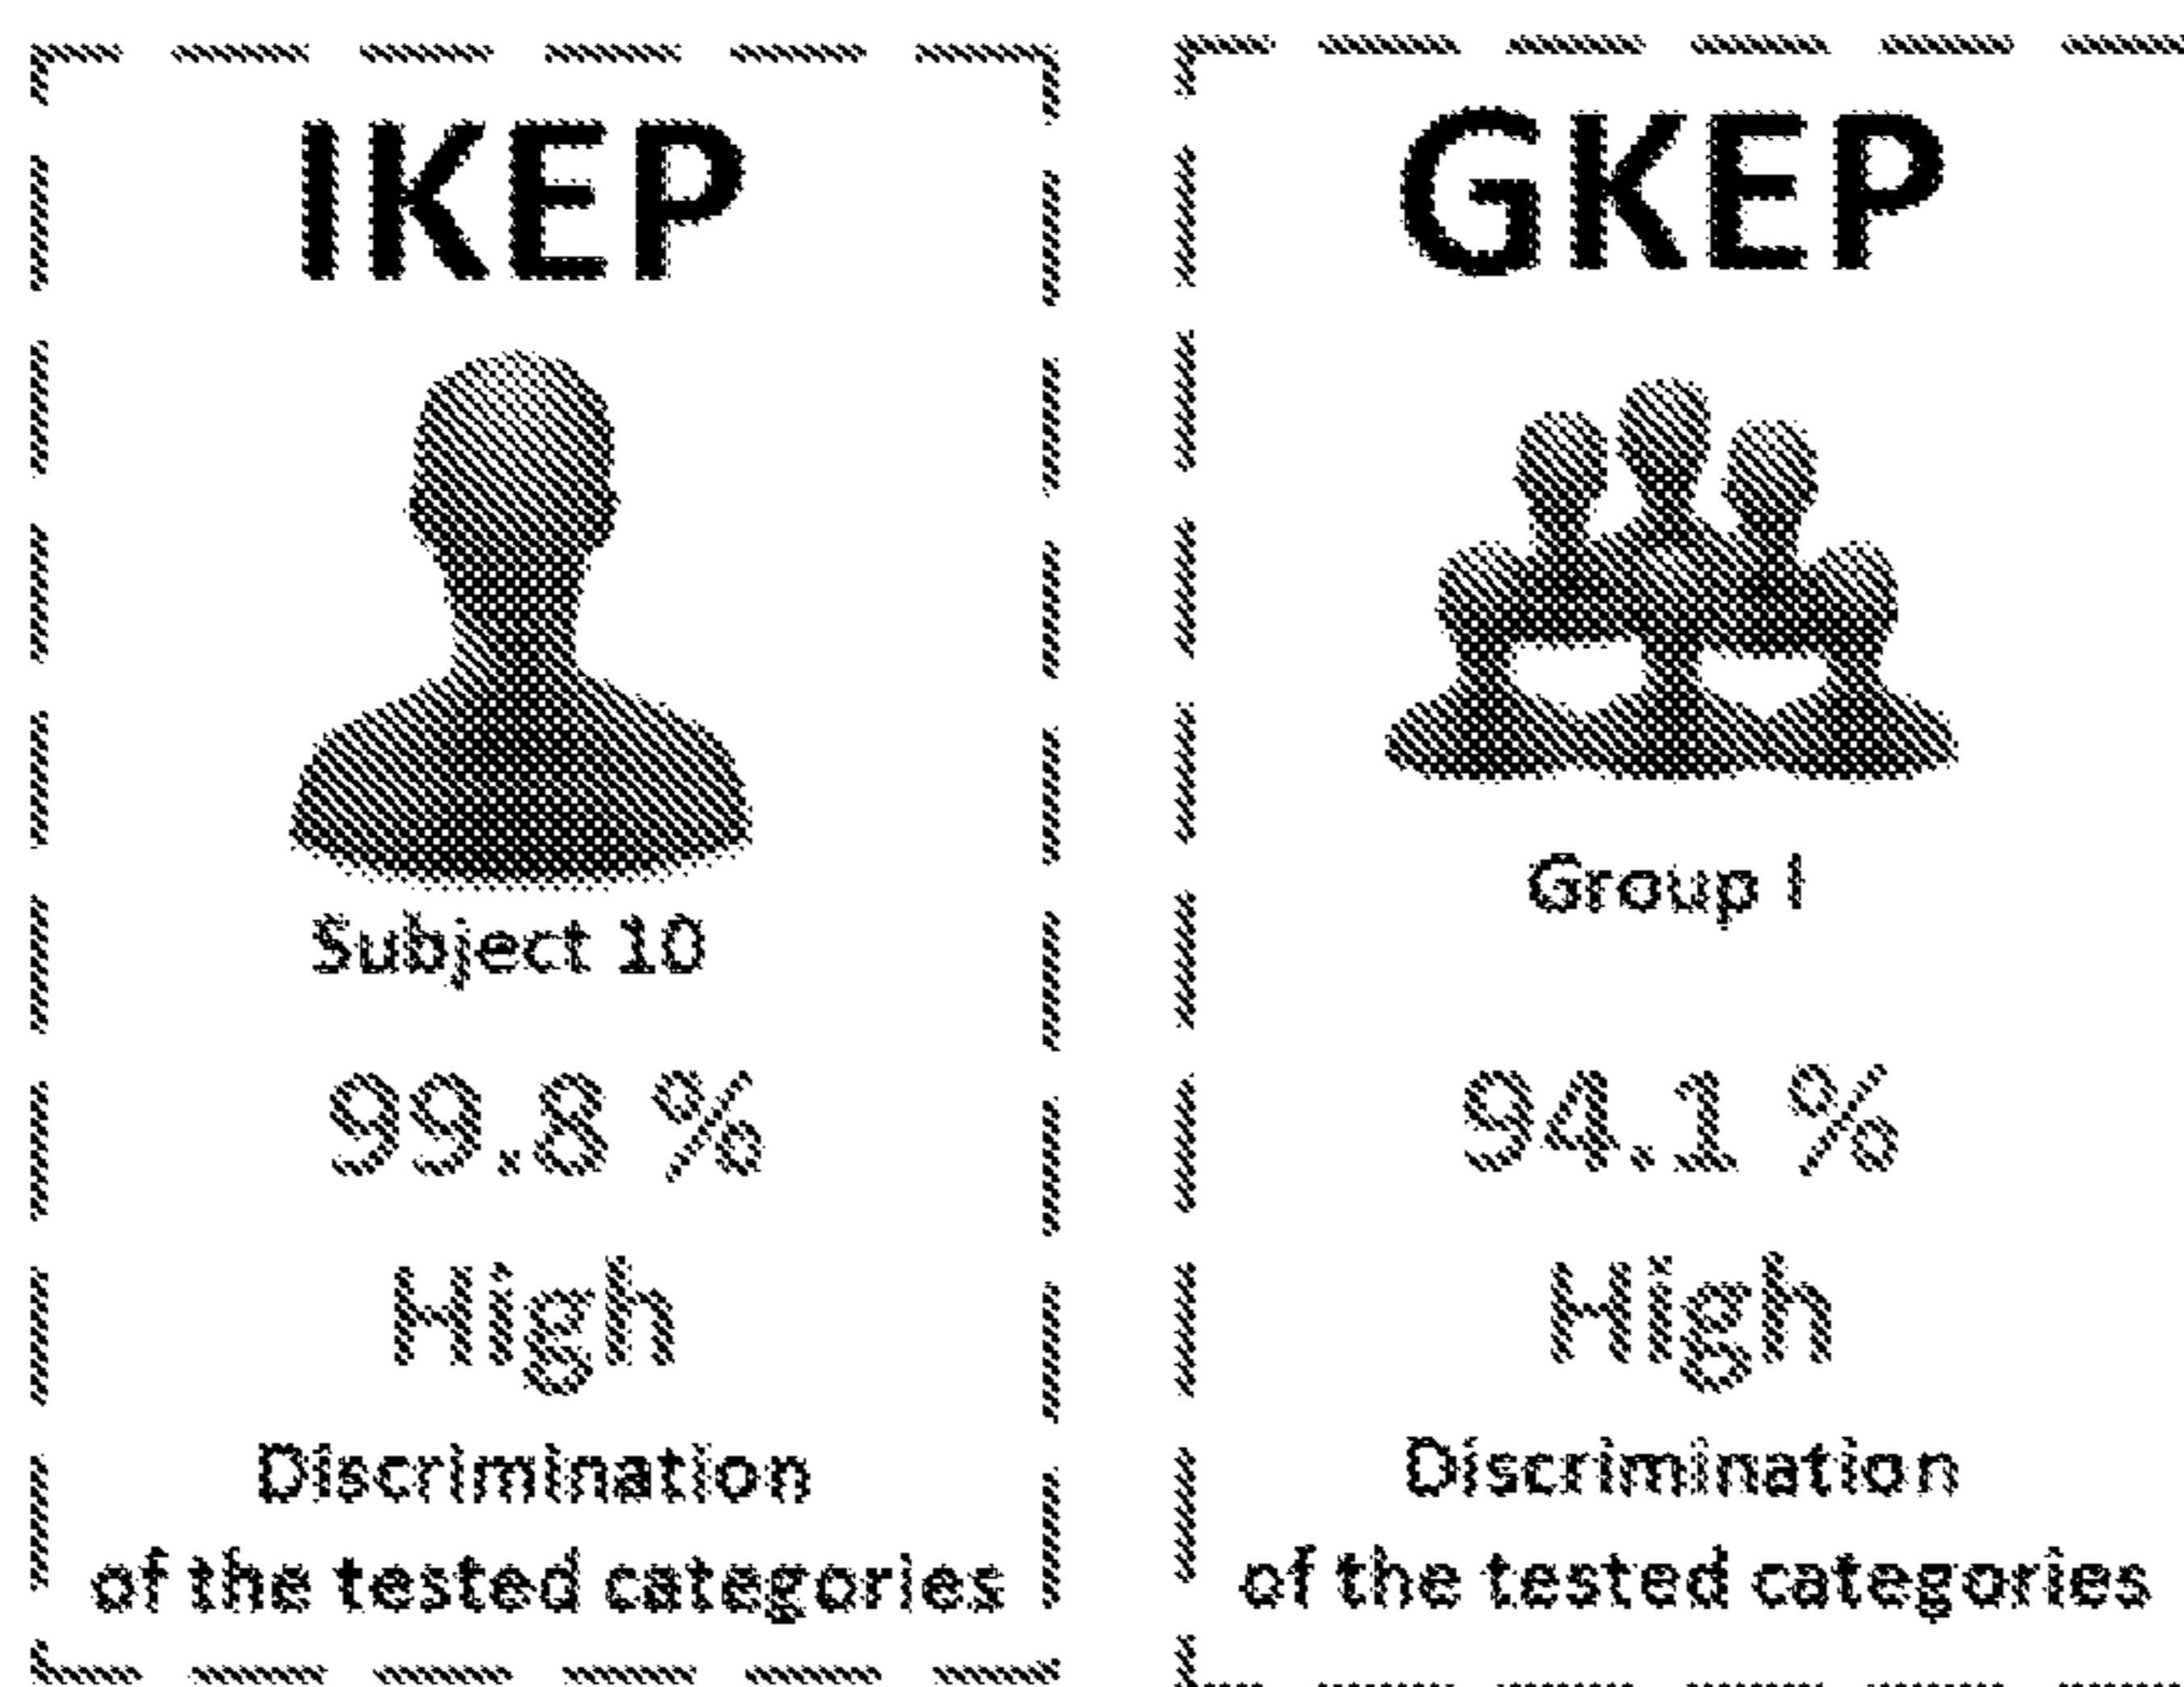 IKEP
Subject 10
99.8 %
High
Discrimination
of the tested categories
GKEP
Group I
94.1 %
High
Discrimination
of the tested categories